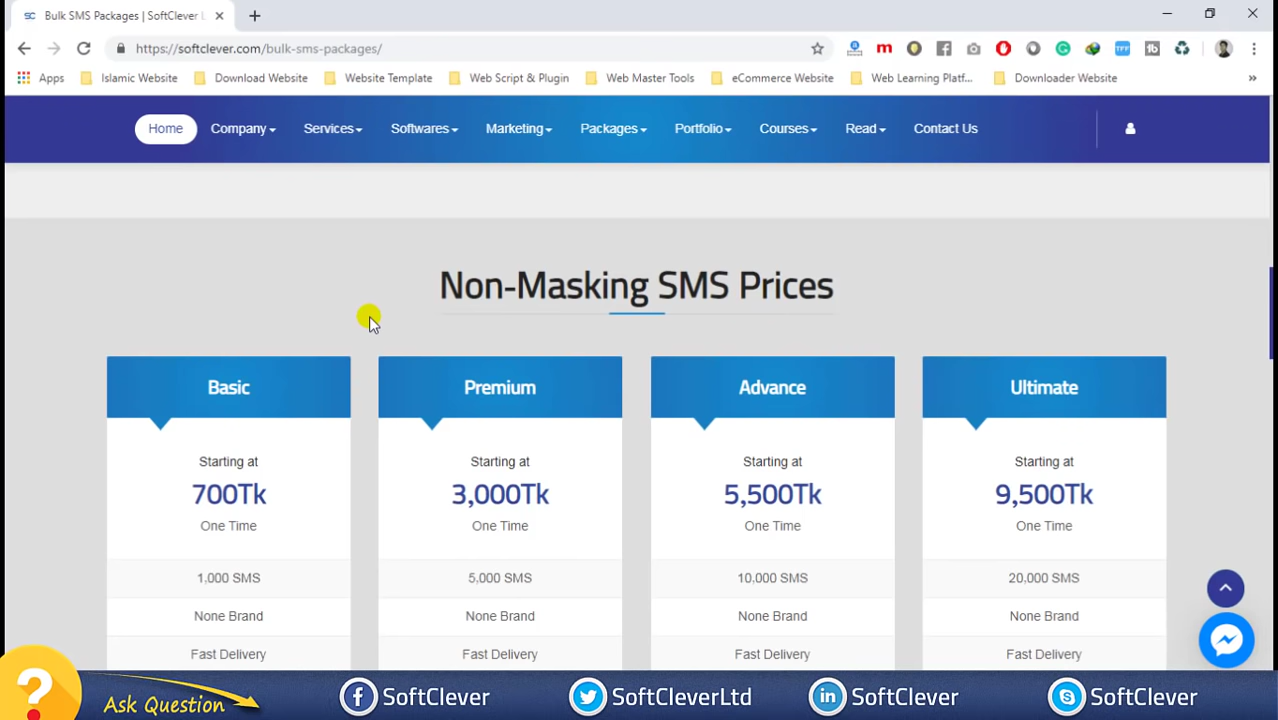 Bulk SMS Packages | SoftClever L
https://softclever.com/bulk-sms-packages/
Apps Islamic Website Download Website Website Template Web Script & Plugin Web Master Tools eCommerce Website Web Learning Platf... Downloader Website
Home Company Services Softwares Marketing Packages Portfolio Courses Read Contact Us
Non-Masking SMS Prices
Basic Premium Advance Ultimate
Starting at Starting at Starting at Starting at
700Tk 3,000Tk 5,500Tk 9,500Tk
One Time One Time One Time One Time
1,000 SMS 5,000 SMS 10,000 SMS 20,000 SMS
None Brand None Brand None Brand None Brand
Fast Delivery Fast Delivery Fast Delivery Fast Delivery
? Ask Question SoftClever SoftCleverLtd SoftClever SoftClever